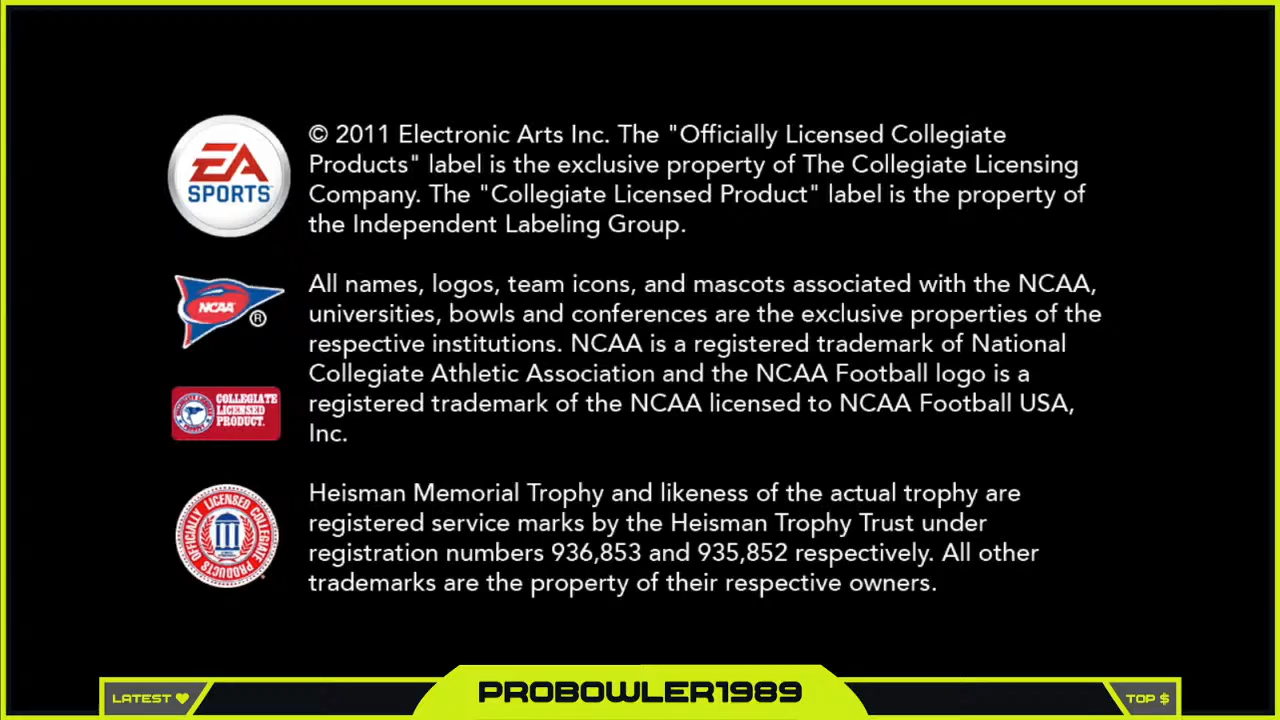 © 2011 Electronic Arts Inc. The "Officially Licensed Collegiate
Products" label is the exclusive property of The Collegiate Licensing
Company. The "Collegiate Licensed Product" label is the property of
the Independent Labeling Group.
EA
SPORTS
All names, logos, team icons, and mascots associated with the NCAA,
universities, bowls and conferences are the exclusive properties of the
respective institutions. NCAA is a registered trademark of National
Collegiate Athletic Association and the NCAA Football logo is a
registered trademark of the NCAA licensed to NCAA Football USA,
Inc.
NCAA
®
COLLEGIATE
LICENSED
PRODUCT.
Heisman Memorial Trophy and likeness of the actual trophy are
registered service marks by the Heisman Trophy Trust under
registration numbers 936,853 and 935,852 respectively. All other
trademarks are the property of their respective owners.
OFFICIALLY LICENSED COLLEGIATE PRODUCTS
LATEST
PROBOWLER1989
TOP $